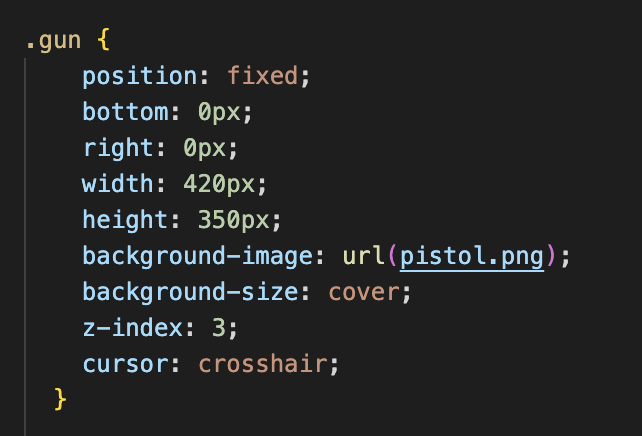 .gun {
position: fixed;
bottom: 0px;
right: 0px;
width: 420px;
height: 350px;
background-image: url(pistol.png);
background-size: cover;
z-index: 3;
cursor: crosshair;
}